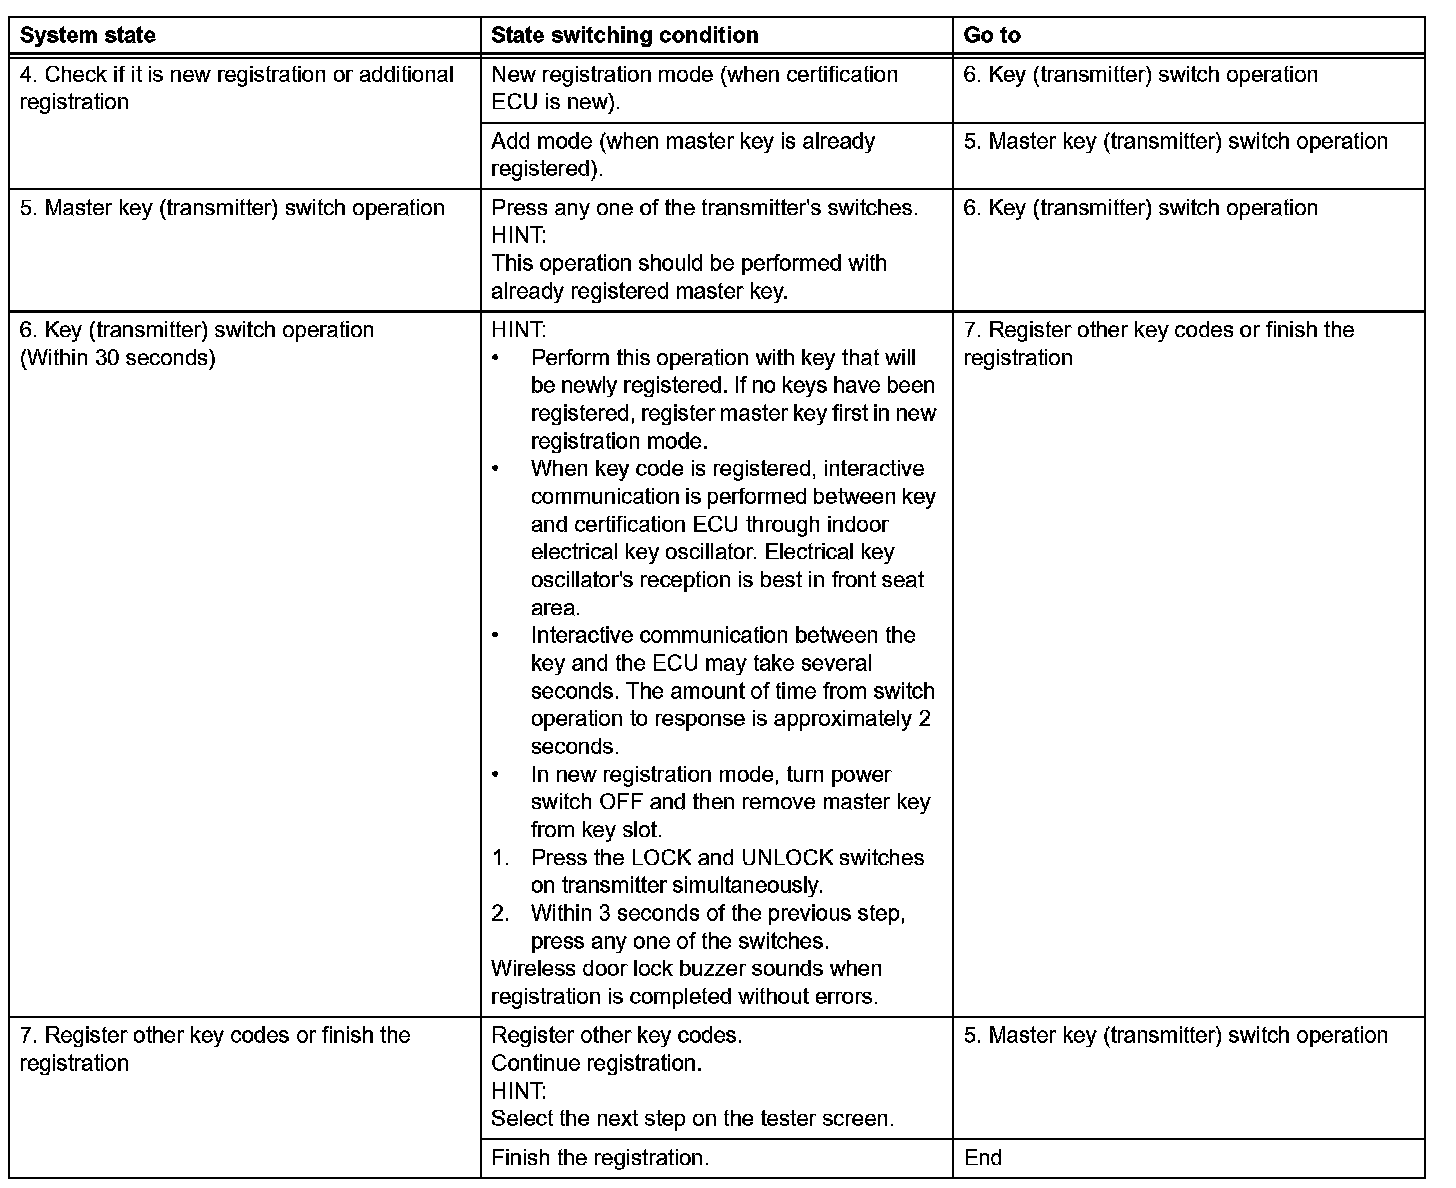 System state
State switching condition
Go to
4. Check if it is new registration or additional
registration
New registration mode (when certification
ECU is new).
6. Key (transmitter) switch operation
Add mode (when master key is already
registered).
5. Master key (transmitter) switch operation
5. Master key (transmitter) switch operation
Press any one of the transmitter's switches.
HINT:
This operation should be performed with
already registered master key.
6. Key (transmitter) switch operation
6. Key (transmitter) switch operation
(Within 30 seconds)
HINT:
• Perform this operation with key that will
be newly registered. If no keys have been
registered, register master key first in new
registration mode.
• When key code is registered, interactive
communication is performed between key
and certification ECU through indoor
electrical key oscillator. Electrical key
oscillator's reception is best in front seat
area.
• Interactive communication between the
key and the ECU may take several
seconds. The amount of time from switch
operation to response is approximately 2
seconds.
• In new registration mode, turn power
switch OFF and then remove master key
from key slot.
1. Press the LOCK and UNLOCK switches
on transmitter simultaneously.
2. Within 3 seconds of the previous step,
press any one of the switches.
Wireless door lock buzzer sounds when
registration is completed without errors.
7. Register other key codes or finish the
registration
7. Register other key codes or finish the
registration
Register other key codes.
Continue registration.
HINT:
Select the next step on the tester screen.
5. Master key (transmitter) switch operation
Finish the registration.
End